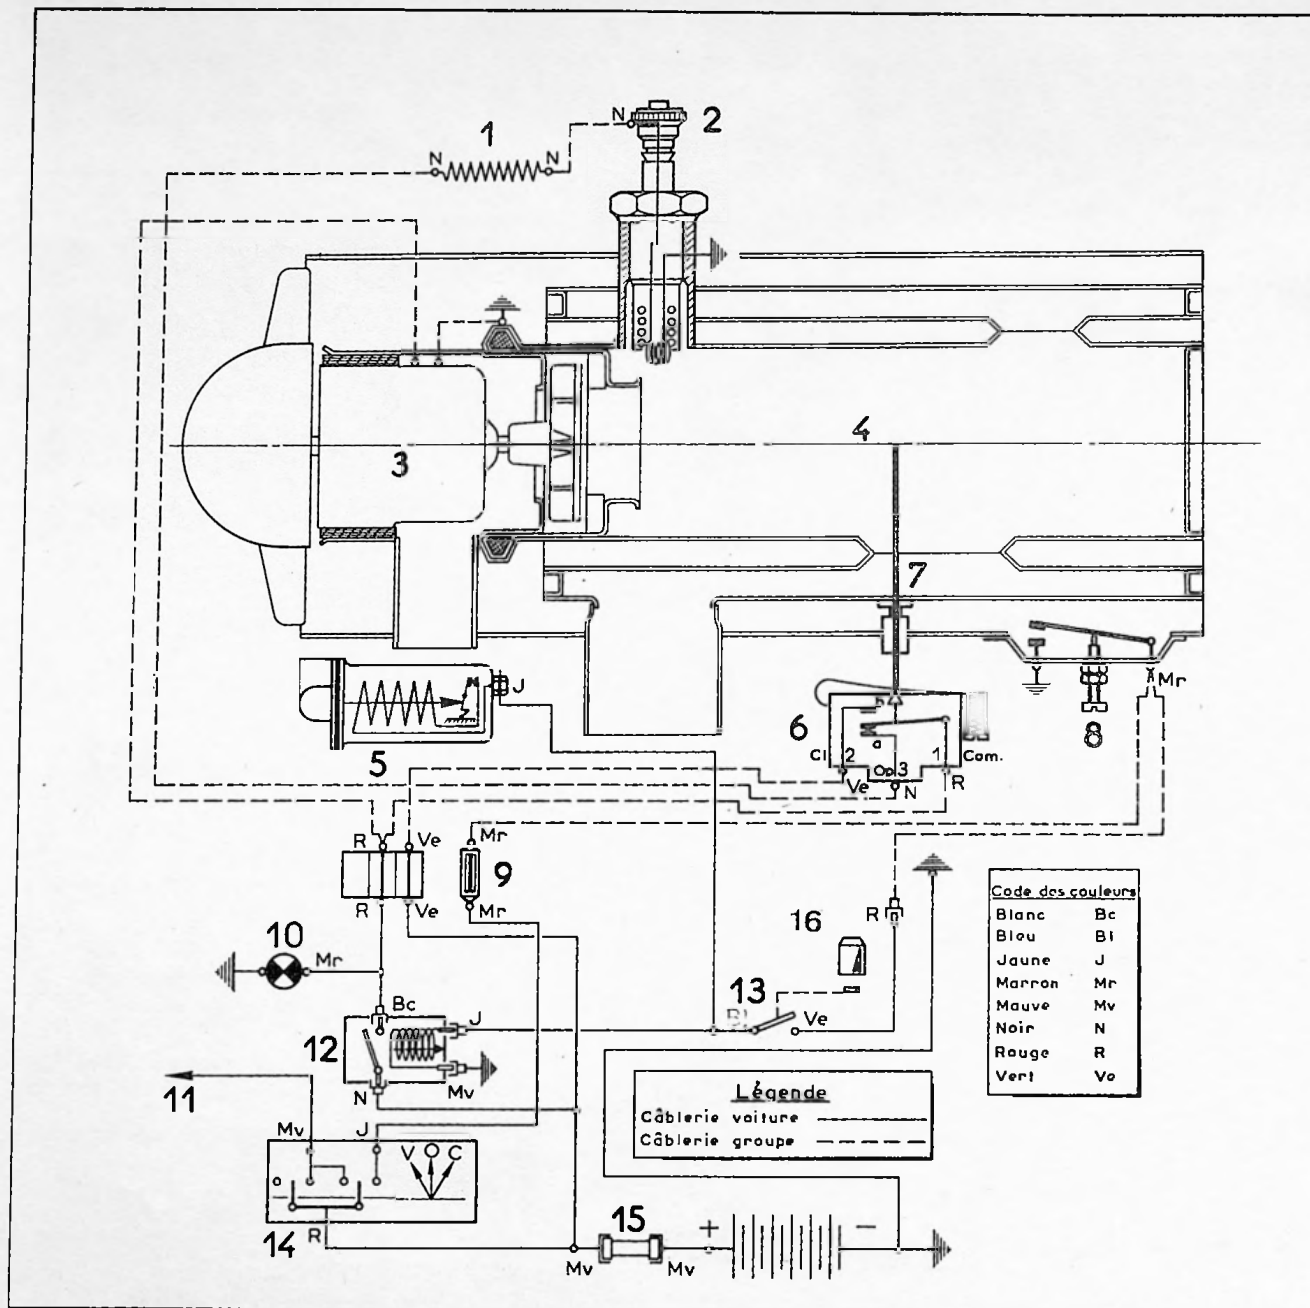 N
2
1
N
N
4
3
7
J
Mr
h
6
a
Cl
2
1
Com.
5
Op
3
Ve
N
R
8
R
Ve
Mr
9
R
Ve
Mr
Code des couleurs
Blanc Bc
Bleu Bl
Jaune J
Marron Mr
Mauve Mv
Noir N
Rouge R
Vert Ve
16
R
10
Mr
13
Bc
J
Bl
Ve
12
Mv
N
11
Légende
Câblerie voiture
Câblerie groupe
Mv
J
V O C
14
R
15
+
−
Mv
Mv